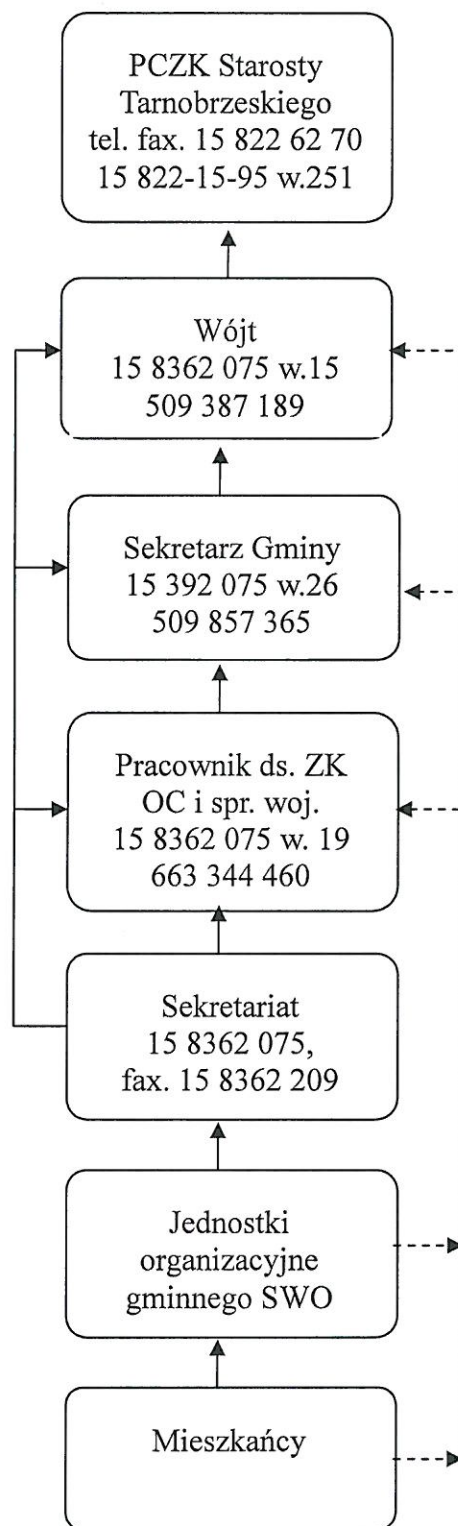 PCZK Starosty
Tarnobrzeskiego
tel. fax. 15 822 62 70
15 822-15-95 w.251
Wójt
15 8362 075 w.15
509 387 189
Sekretarz Gminy
15 392 075 w.26
509 857 365
Pracownik ds. ZK
OC i spr. woj.
15 8362 075 w. 19
663 344 460
Sekretariat
15 8362 075,
fax. 15 8362 209
Jednostki
organizacyjne
gminnego SWO
Mieszkańcy